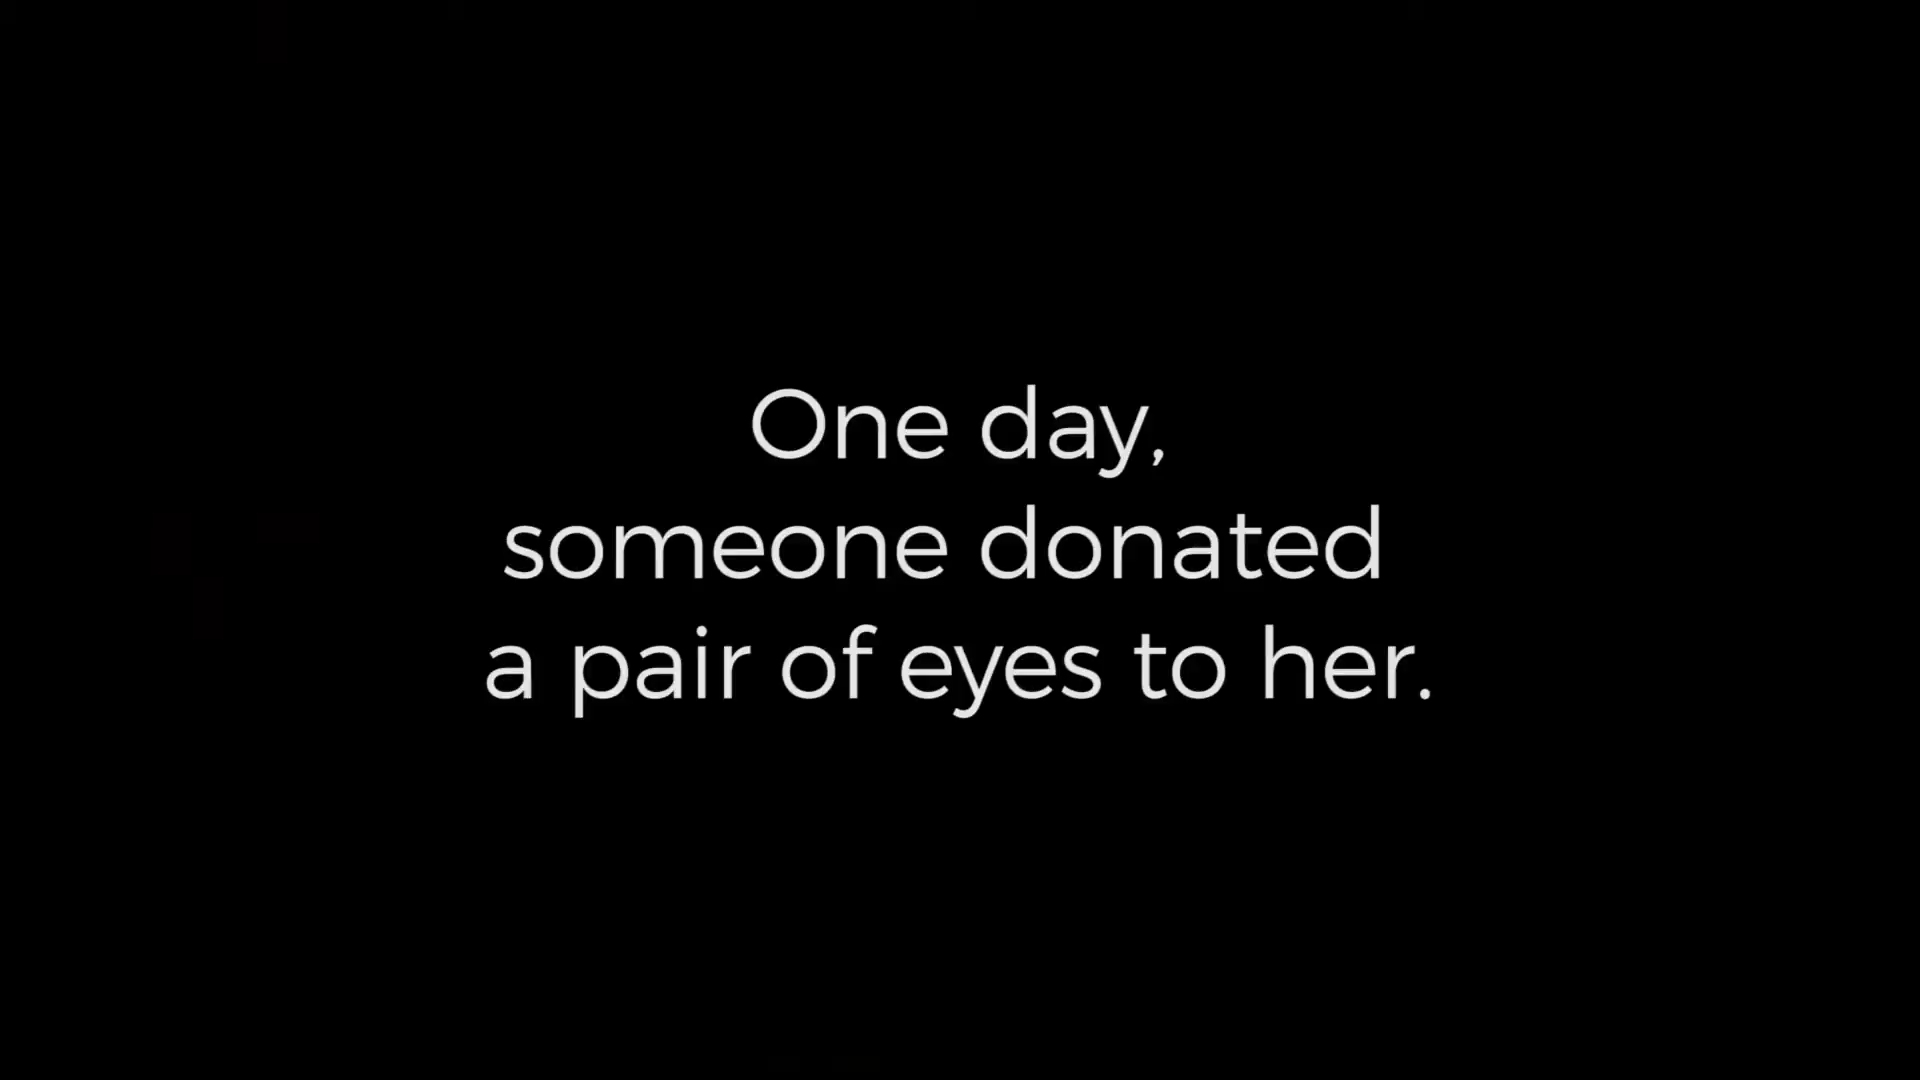 One day,
someone donated
a pair of eyes to her.